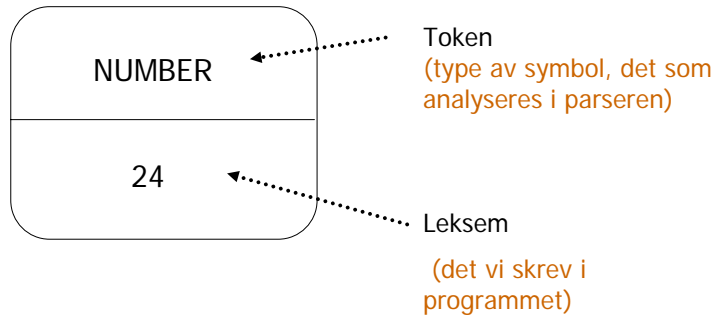 NUMBER
24
Token
(type av symbol, det som
analyseres i parseren)
Leksem
(det vi skrev i
programmet)